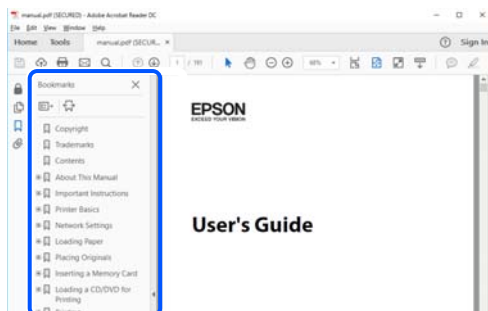 manual.pdf (SECURED) - Adobe Acrobat Reader DC
File Edit View Window Help
Home Tools manual.pdf (SECUR... × Sign In
1 / 191
Bookmarks
Copyright
Trademarks
Contents
About This Manual
Important Instructions
Printer Basics
Network Settings
Loading Paper
Placing Originals
Inserting a Memory Card
Loading a CD/DVD for
Printing
EPSON
EXCEED YOUR VISION
User's Guide